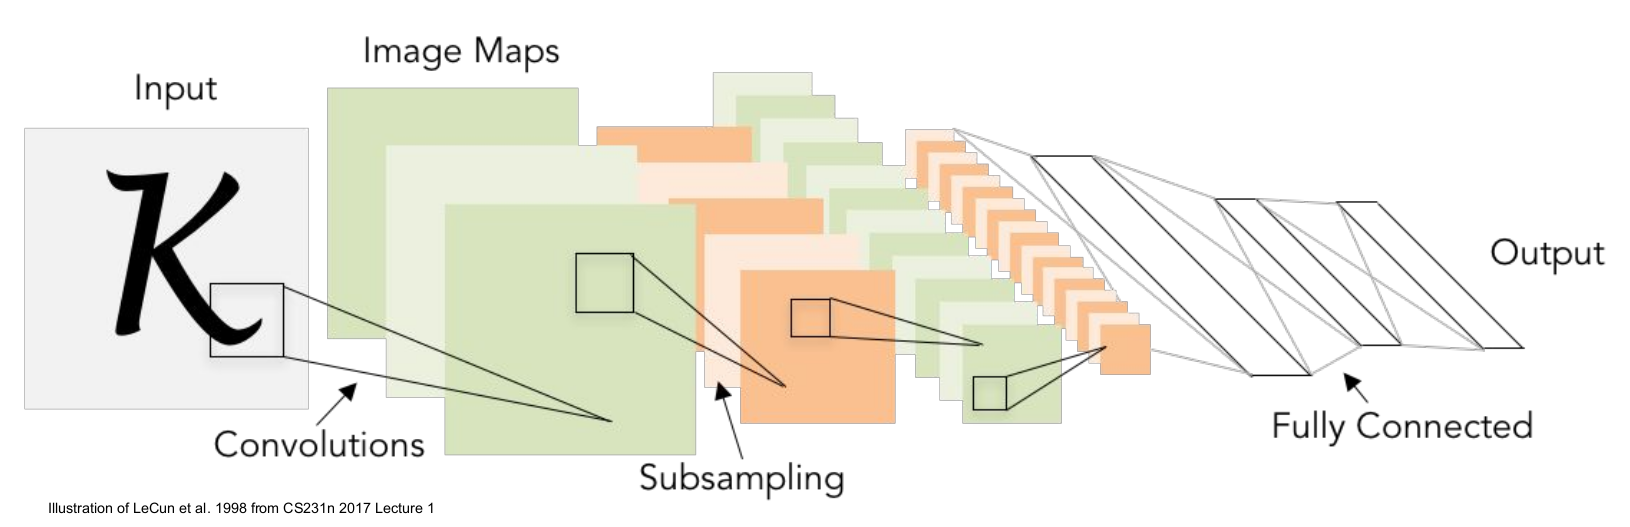 Image Maps
Input
K
Output
Convolutions
Fully Connected
Subsampling
Illustration of LeCun et al. 1998 from CS231n 2017 Lecture 1